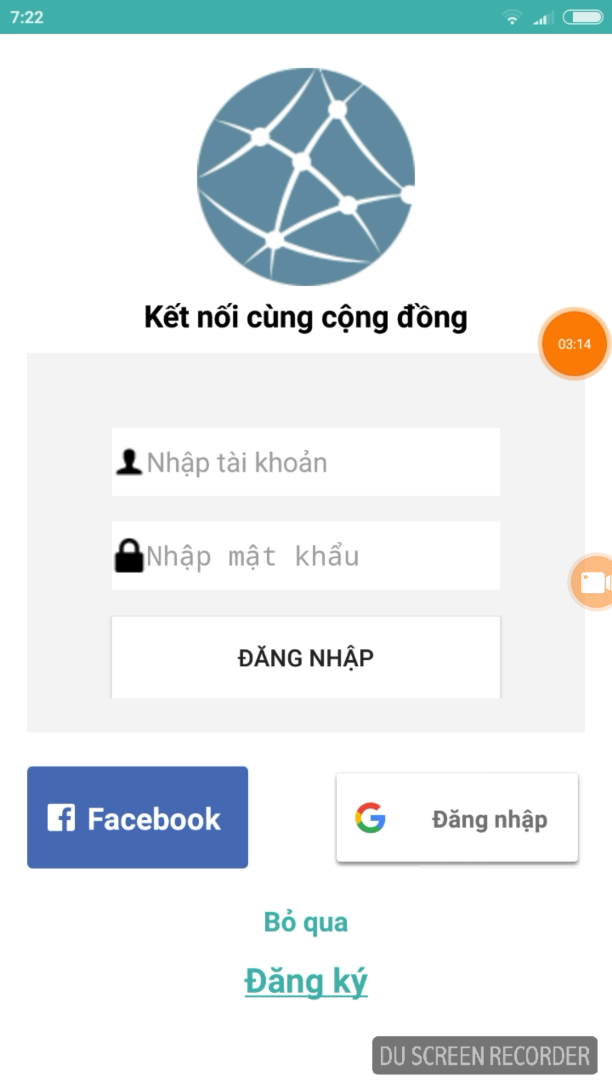 7:22
Kết nối cùng cộng đồng
03:14
Nhập tài khoản
Nhập mật khẩu
ĐĂNG NHẬP
Facebook
Đăng nhập
Bỏ qua
Đăng ký
DU SCREEN RECORDER